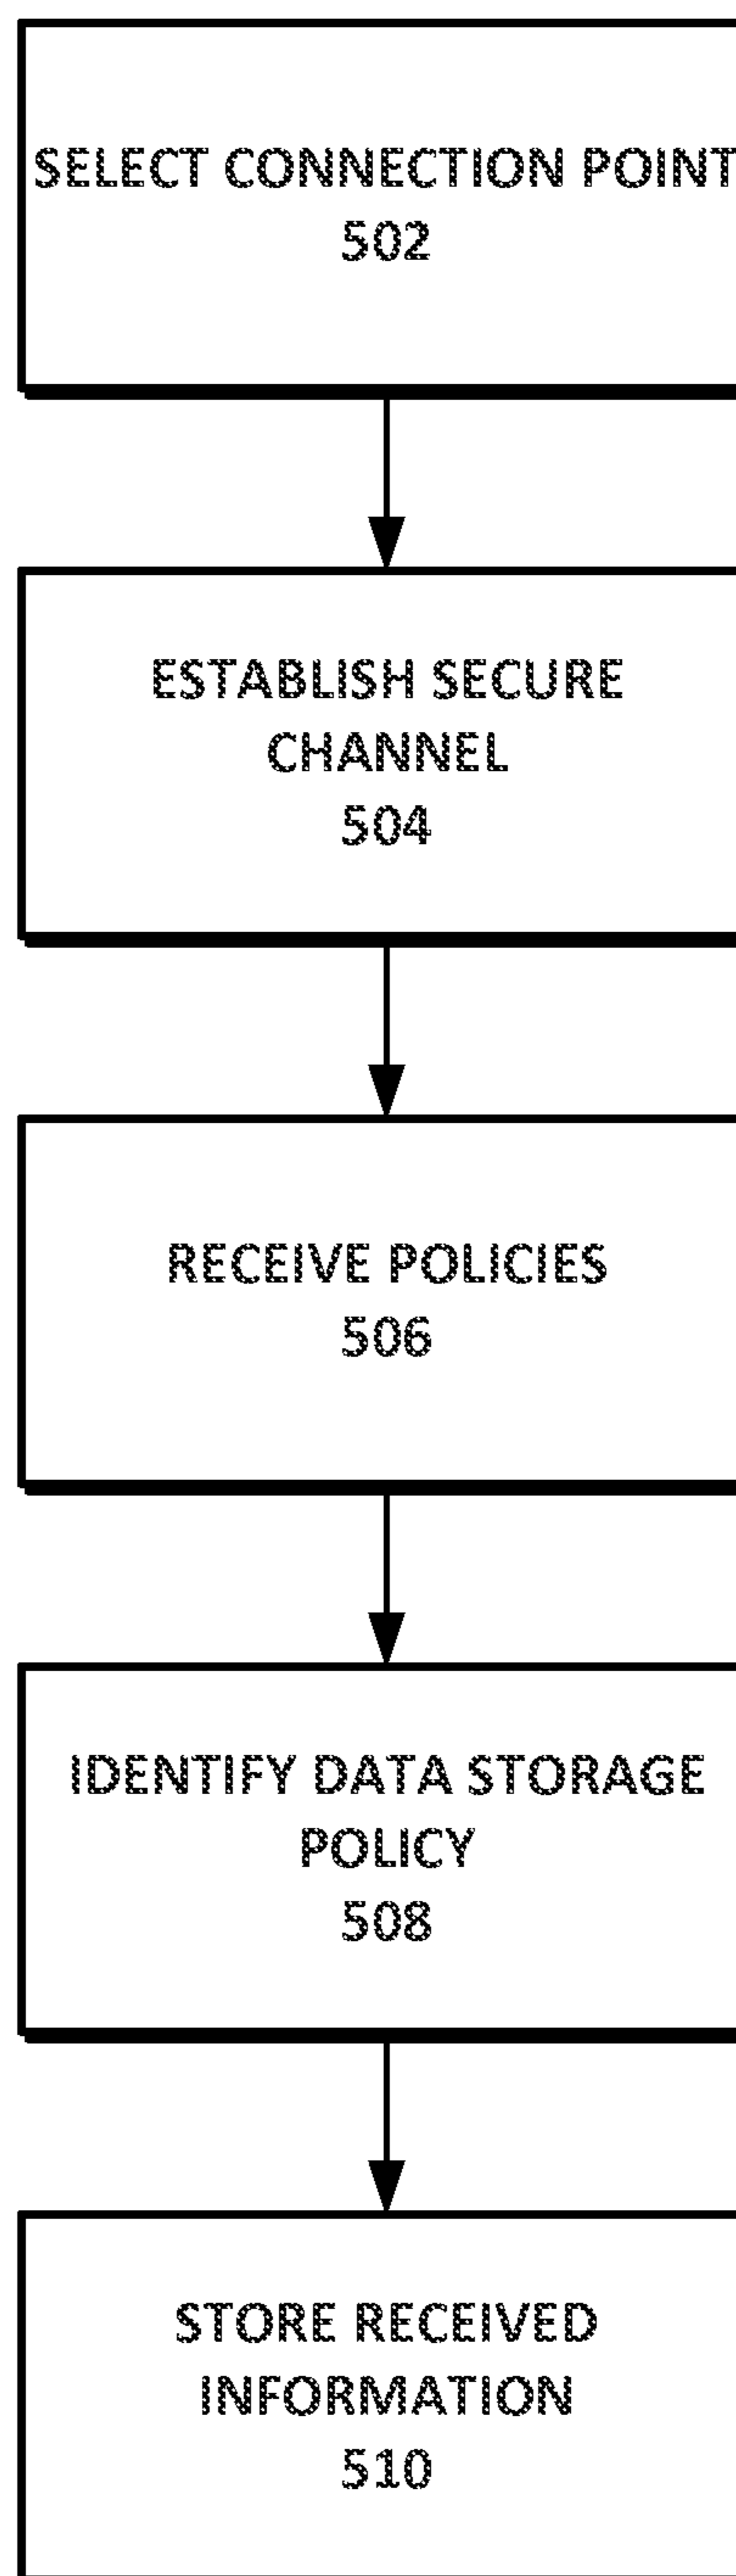 SELECT CONNECTION POINT
502
ESTABLISH SECURE
CHANNEL
504
RECEIVE POLICIES
506
IDENTIFY DATA STORAGE
POLICY
508
STORE RECEIVED
INFORMATION
510